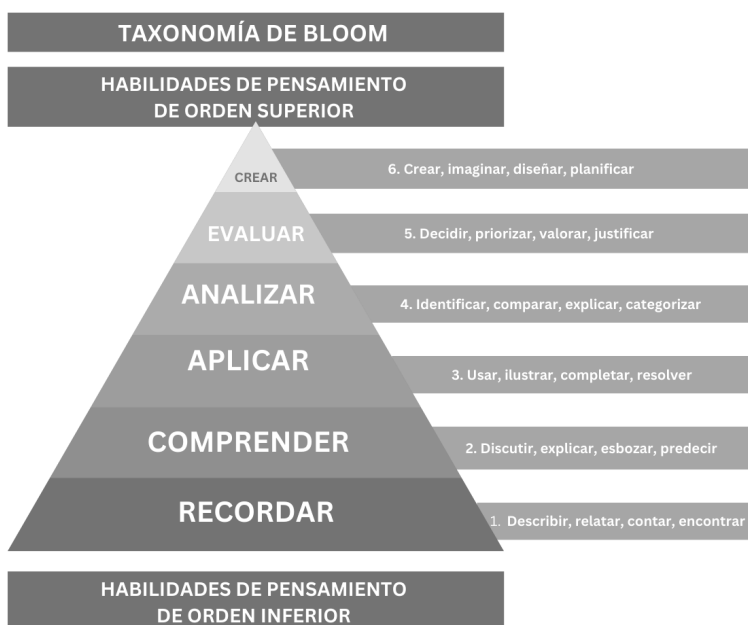 TAXONOMÍA DE BLOOM
HABILIDADES DE PENSAMIENTO
DE ORDEN SUPERIOR
CREAR
6. Crear, imaginar, diseñar, planificar
EVALUAR
5. Decidir, priorizar, valorar, justificar
ANALIZAR
4. Identificar, comparar, explicar, categorizar
APLICAR
3. Usar, ilustrar, completar, resolver
COMPRENDER
2. Discutir, explicar, esbozar, predecir
RECORDAR
1. Describir, relatar, contar, encontrar
HABILIDADES DE PENSAMIENTO
DE ORDEN INFERIOR